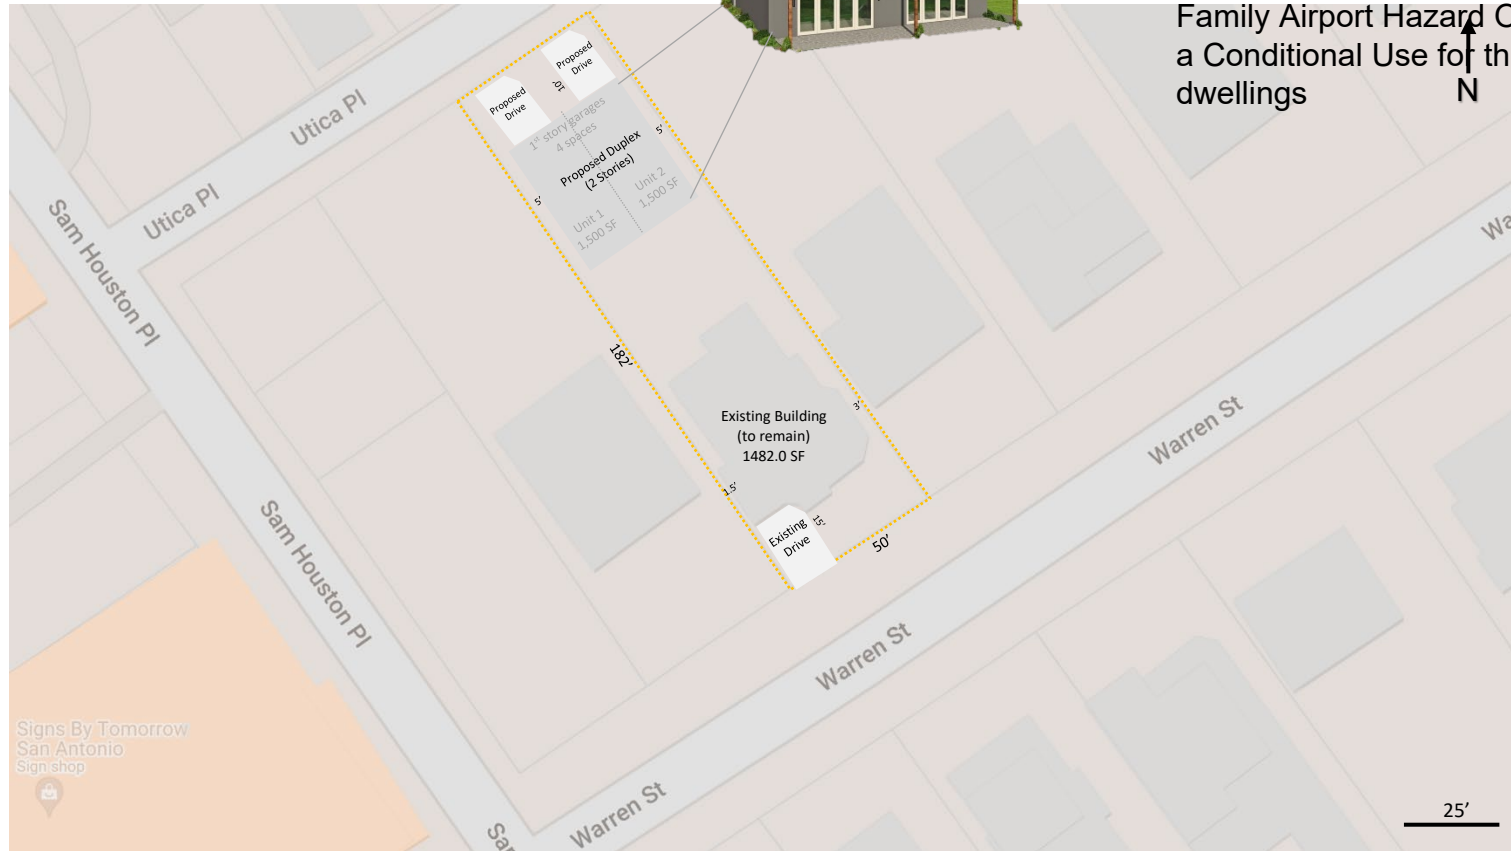 Family Airport Hazard O
a Conditional Use for th
dwellings
N
Proposed
Drive
Proposed
Drive
10'
1st story garages
4 spaces
Proposed Duplex
(2 Stories)
5'
5'
Unit 2
1,500 SF
Unit 1
1,500 SF
Utica Pl
Utica Pl
Sam Houston Pl
182'
Existing Building
(to remain)
1482.0 SF
3'
1.5'
15'
Existing
Drive
50'
Wa
Warren St
Sam Houston Pl
Warren St
Signs By Tomorrow
San Antonio
Sign shop
Warren St
Sa
25’